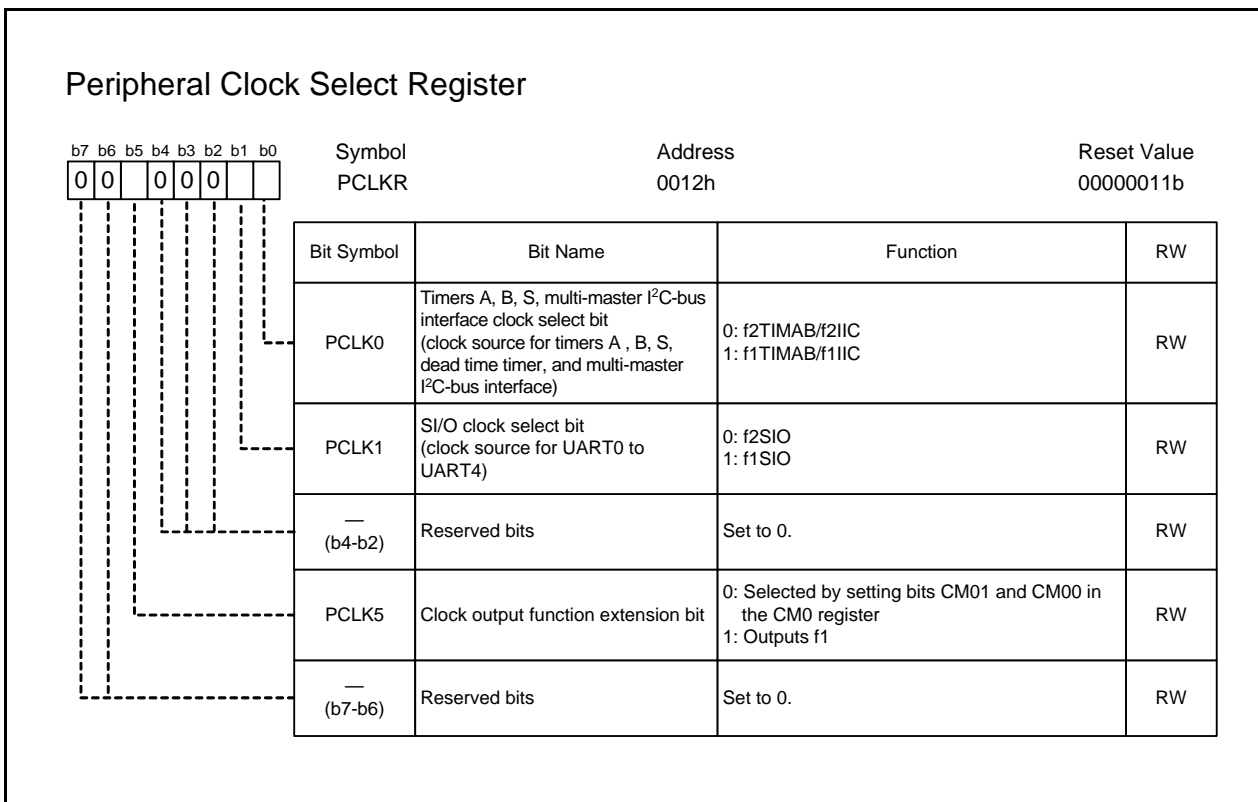 Peripheral Clock Select Register
b7 b6 b5 b4 b3 b2 b1 b0
0 0 0 0 0
Symbol Address Reset Value
PCLKR 0012h 00000011b
Bit Symbol Bit Name Function RW
PCLK0
Timers A, B, S, multi-master I²C-bus
interface clock select bit
(clock source for timers A , B, S,
dead time timer, and multi-master
I²C-bus interface)
0: f2TIMAB/f2IIC
1: f1TIMAB/f1IIC
RW
PCLK1
SI/O clock select bit
(clock source for UART0 to
UART4)
0: f2SIO
1: f1SIO
RW
—
(b4-b2)
Reserved bits
Set to 0.
RW
PCLK5
Clock output function extension bit
0: Selected by setting bits CM01 and CM00 in
the CM0 register
1: Outputs f1
RW
—
(b7-b6)
Reserved bits
Set to 0.
RW